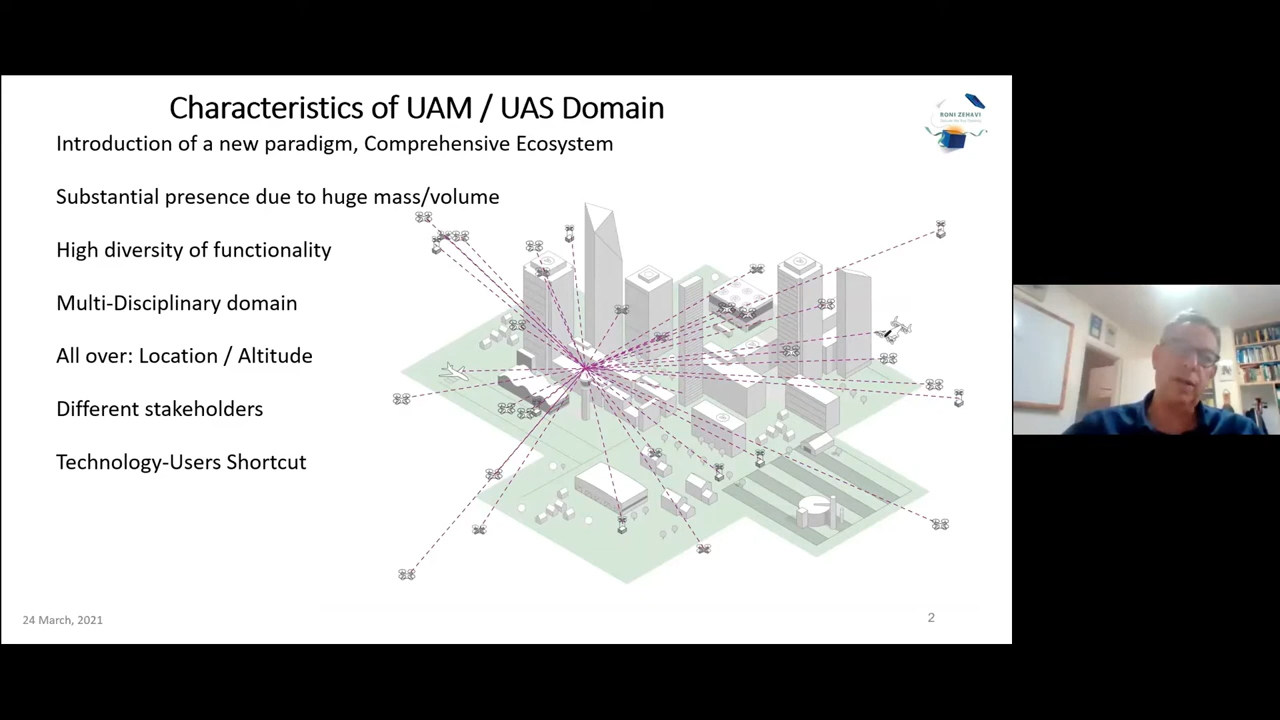 Characteristics of UAM / UAS Domain
RONI ZEHAVI
Introduction of a new paradigm, Comprehensive Ecosystem
Substantial presence due to huge mass/volume
High diversity of functionality
Multi-Disciplinary domain
All over: Location / Altitude
Different stakeholders
Technology-Users Shortcut
24 March, 2021
2